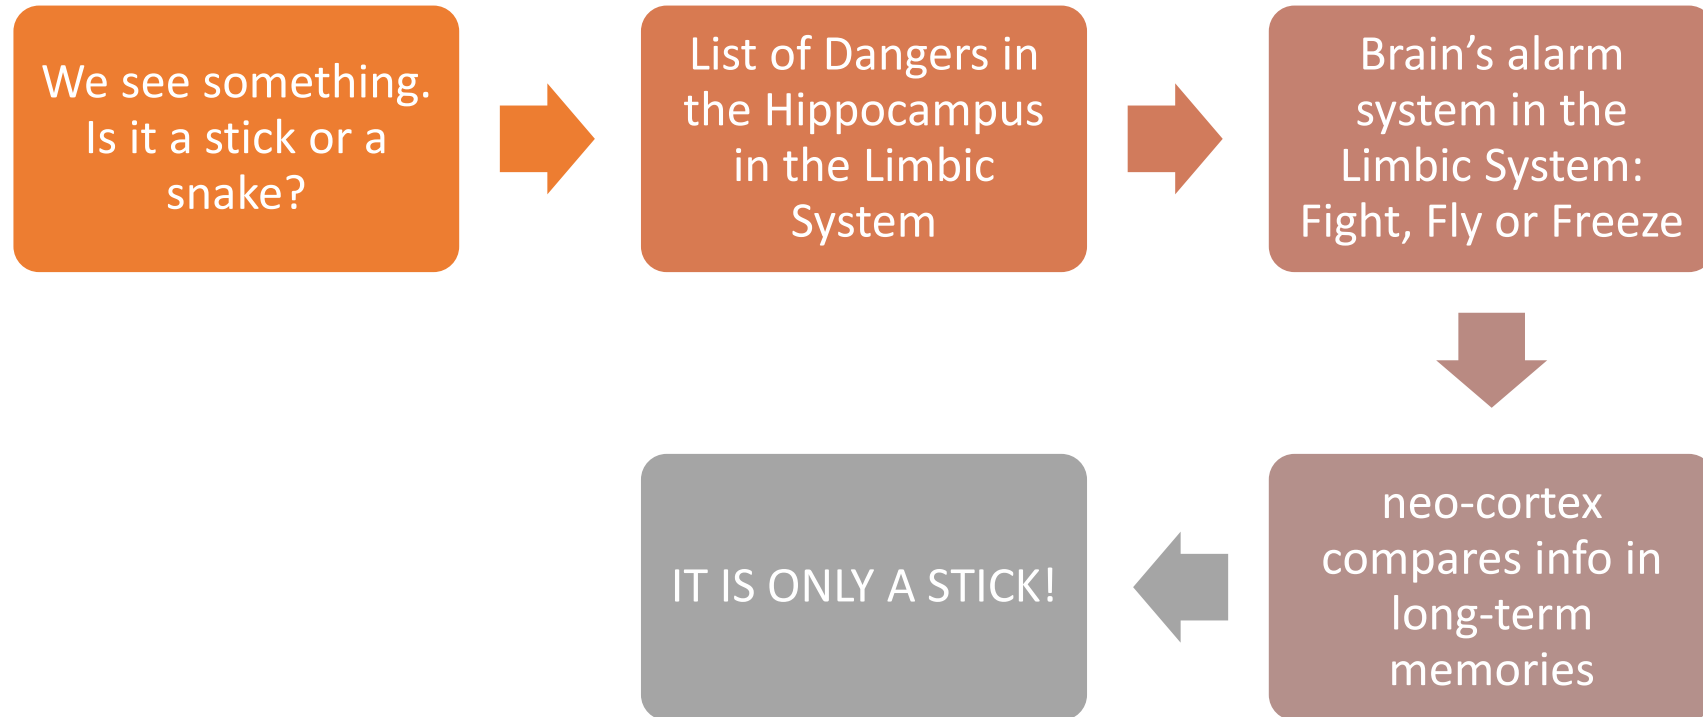 We see something.
Is it a stick or a
snake?
List of Dangers in
the Hippocampus
in the Limbic
System
Brain’s alarm
system in the
Limbic System:
Fight, Fly or Freeze
neo-cortex
compares info in
long-term
memories
IT IS ONLY A STICK!